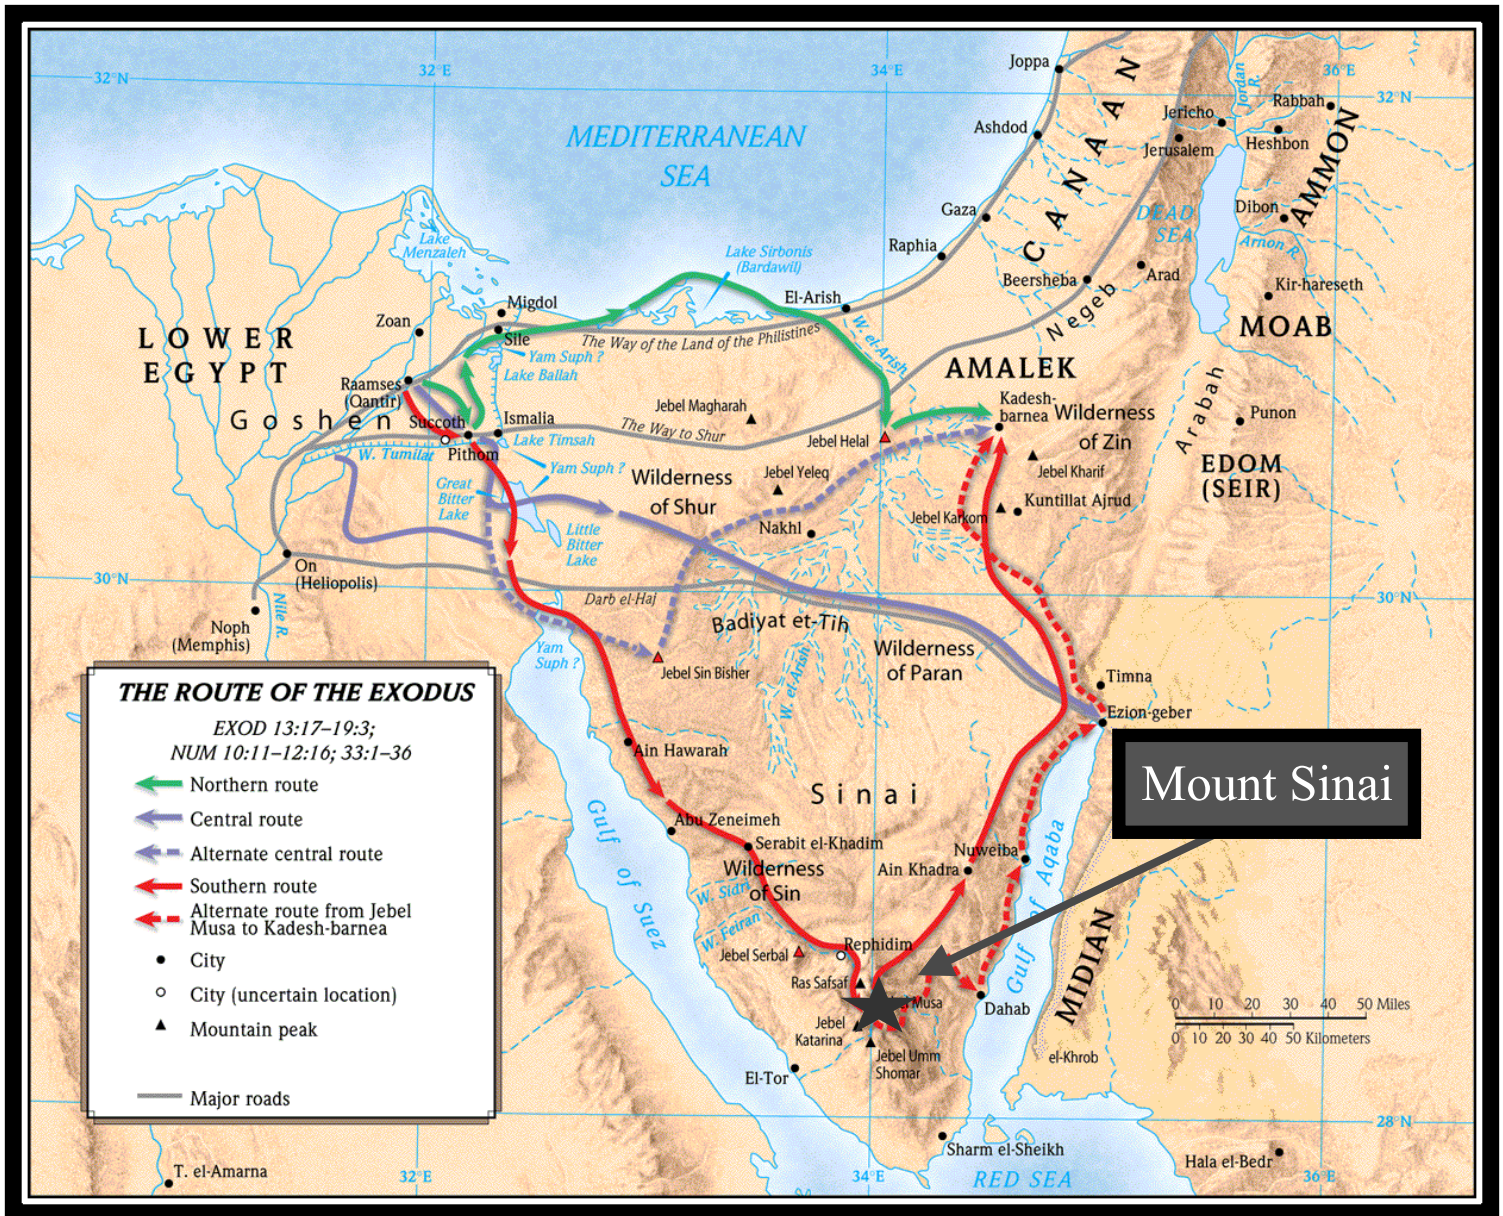 32°N
32°E
34°E
36°E
32°N
MEDITERRANEAN
SEA
Joppa
Ashdod
Gaza
Raphia
El-Arish
CANAAN
Jordan
R.
Jericho
Jerusalem
Rabbah
Heshbon
AMMON
DEAD
SEA
Dibon
Arnon R.
Beersheba
Arad
Kir-hareseth
MOAB
Negeb
Lake
Menzaleh
Lake Sirbonis
(Bardawil)
Migdol
Zoan
Sile
LOWER
EGYPT
The Way of the Land of the Philistines
W. el-Arish
Yam Suph ?
Lake Ballah
Raamses
(Qantir)
Goshen
Succoth
Ismalia
Lake Timsah
W. Tumilat
Pithom
Yam Suph ?
Jebel Magharah
The Way to Shur
Jebel Helal
AMALEK
Kadesh-
barnea
Wilderness
of Zin
Arabah
Punon
Jebel Kharif
EDOM
(SEIR)
Great
Bitter
Lake
Wilderness
of Shur
Jebel Yeleq
Nakhl
Jebel Karkom
Kuntillat Ajrud
Little
Bitter
Lake
On
(Heliopolis)
30°N
30°N
Nile R.
Noph
(Memphis)
Darb el-Haj
Badiyat et-Tih
Wilderness
of Paran
Yam
Suph ?
Jebel Sin Bisher
W. el-Arish
Timna
Ezion-geber
THE ROUTE OF THE EXODUS
EXOD 13:17–19:3;
NUM 10:11–12:16; 33:1–36
Northern route
Central route
Alternate central route
Southern route
Alternate route from Jebel
Musa to Kadesh-barnea
City
City (uncertain location)
Mountain peak
Major roads
Ain Hawarah
Sinai
Mount Sinai
Gulf of Suez
Abu Zeneimeh
Serabit el-Khadim
Wilderness
of Sin
W. Sidri
W. Feiran
Nuweiba
Ain Khadra
Gulf of Aqaba
MIDIAN
Jebel Serbal
Rephidim
Ras Safsaf
Musa
Jebel
Katarina
Jebel Umm
Shomar
Dahab
0 10 20 30 40 50 Miles
0 10 20 30 40 50 Kilometers
el-Khrob
El-Tor
28°N
Sharm el-Sheikh
RED SEA
Hala el-Bedr
T. el-Amarna
32°E
34°E
36°E